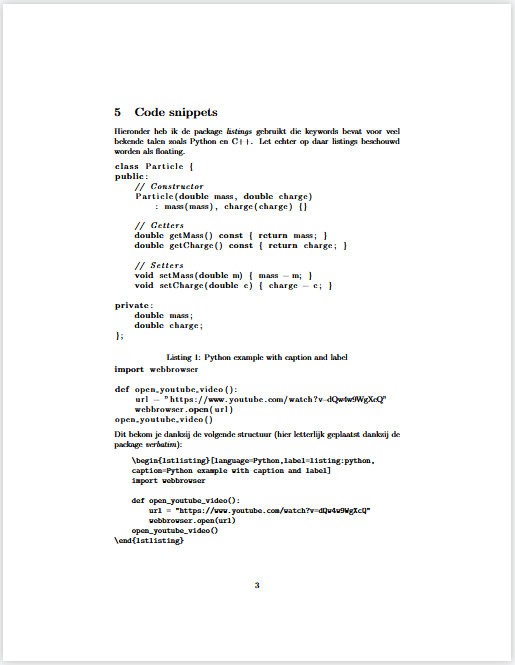 5 Code snippets
Hieronder heb ik de package listings gebruikt die keywords bevat voor veel
bekende talen zoals Python en C++. Let echter op daar listings beschouwd
worden als floating.
class Particle {
public:
// Constructor
Particle(double mass, double charge)
: mass(mass), charge(charge) {}
// Getters
double getMass() const { return mass; }
double getCharge() const { return charge; }
// Setters
void setMass(double m) { mass = m; }
void setCharge(double c) { charge = c; }
private:
double mass;
double charge;
};
Listing 1: Python example with caption and label
import webbrowser
def open_youtube_video():
url = "https://www.youtube.com/watch?v=dQw4w9WgXcQ"
webbrowser.open(url)
open_youtube_video()
Dit bekom je dankzij de volgende structuur (hier letterlijk geplaatst dankzij de
package verbatim):
\begin{lstlisting}[language=Python,label=listing:python,
caption=Python example with caption and label]
import webbrowser
def open_youtube_video():
url = "https://www.youtube.com/watch?v=dQw4w9WgXcQ"
webbrowser.open(url)
open_youtube_video()
\end{lstlisting}
3